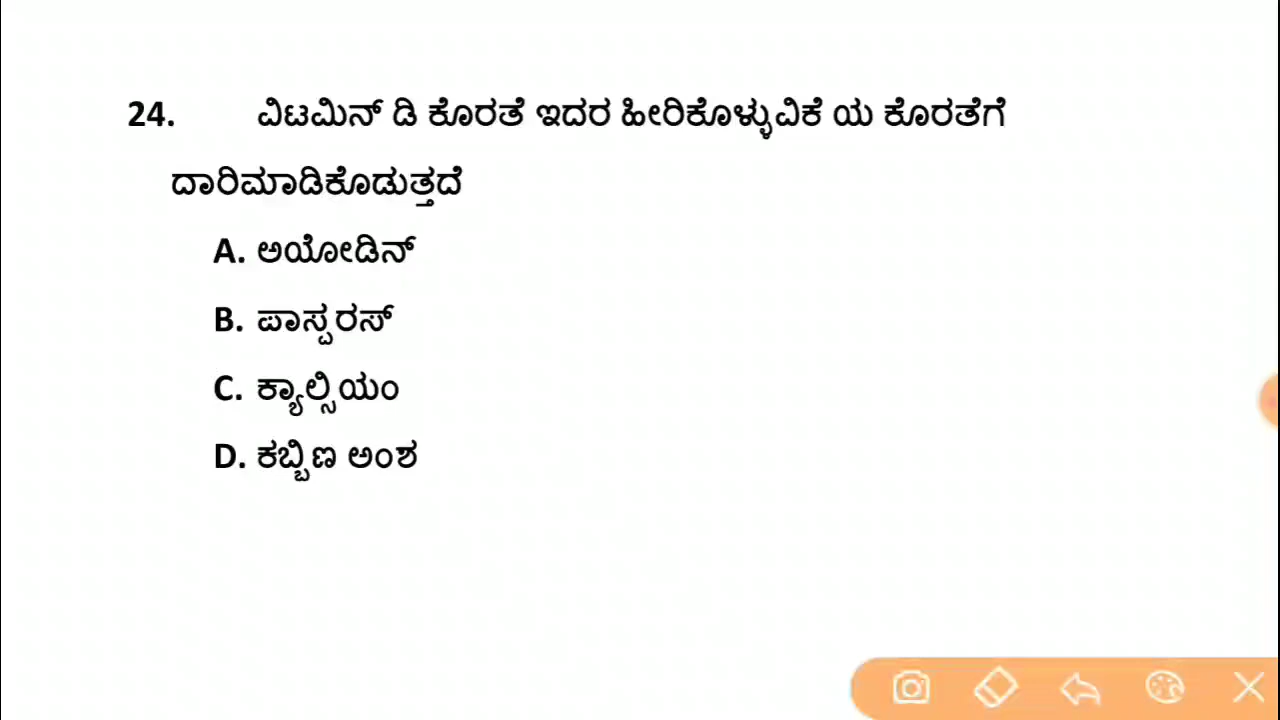 24. ವಿಟಮಿನ್ ಡಿ ಕೊರತೆ ಇದರ ಹೀರಿಕೊಳ್ಳುವಿಕೆ ಯ ಕೊರತೆಗೆ
ದಾರಿಮಾಡಿಕೊಡುತ್ತದೆ
A. ಅಯೋಡಿನ್
B. ಪಾಸ್ಪರಸ್
C. ಕ್ಯಾಲ್ಸಿಯಂ
D. ಕಬ್ಬಿಣ ಅಂಶ